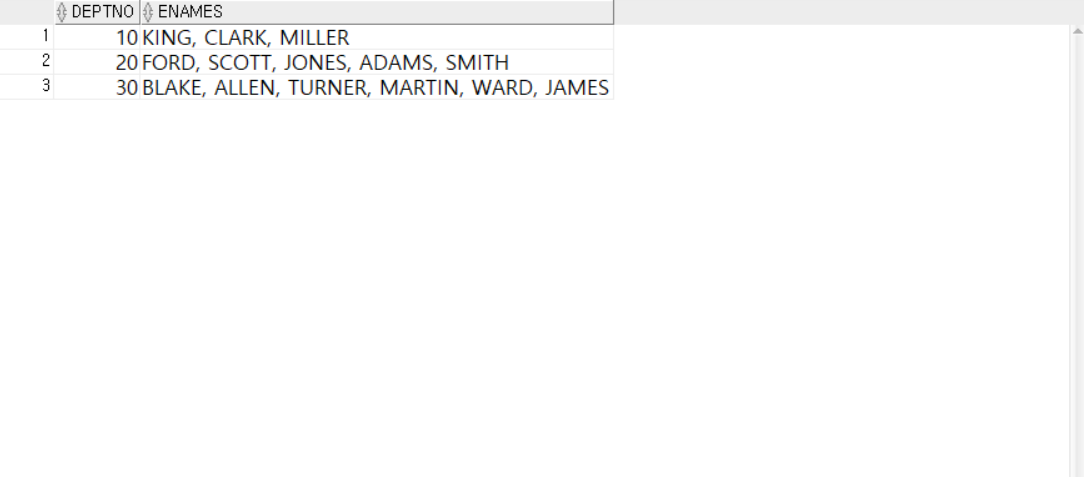 DEPTNO ENAMES
1 10 KING, CLARK, MILLER
2 20 FORD, SCOTT, JONES, ADAMS, SMITH
3 30 BLAKE, ALLEN, TURNER, MARTIN, WARD, JAMES